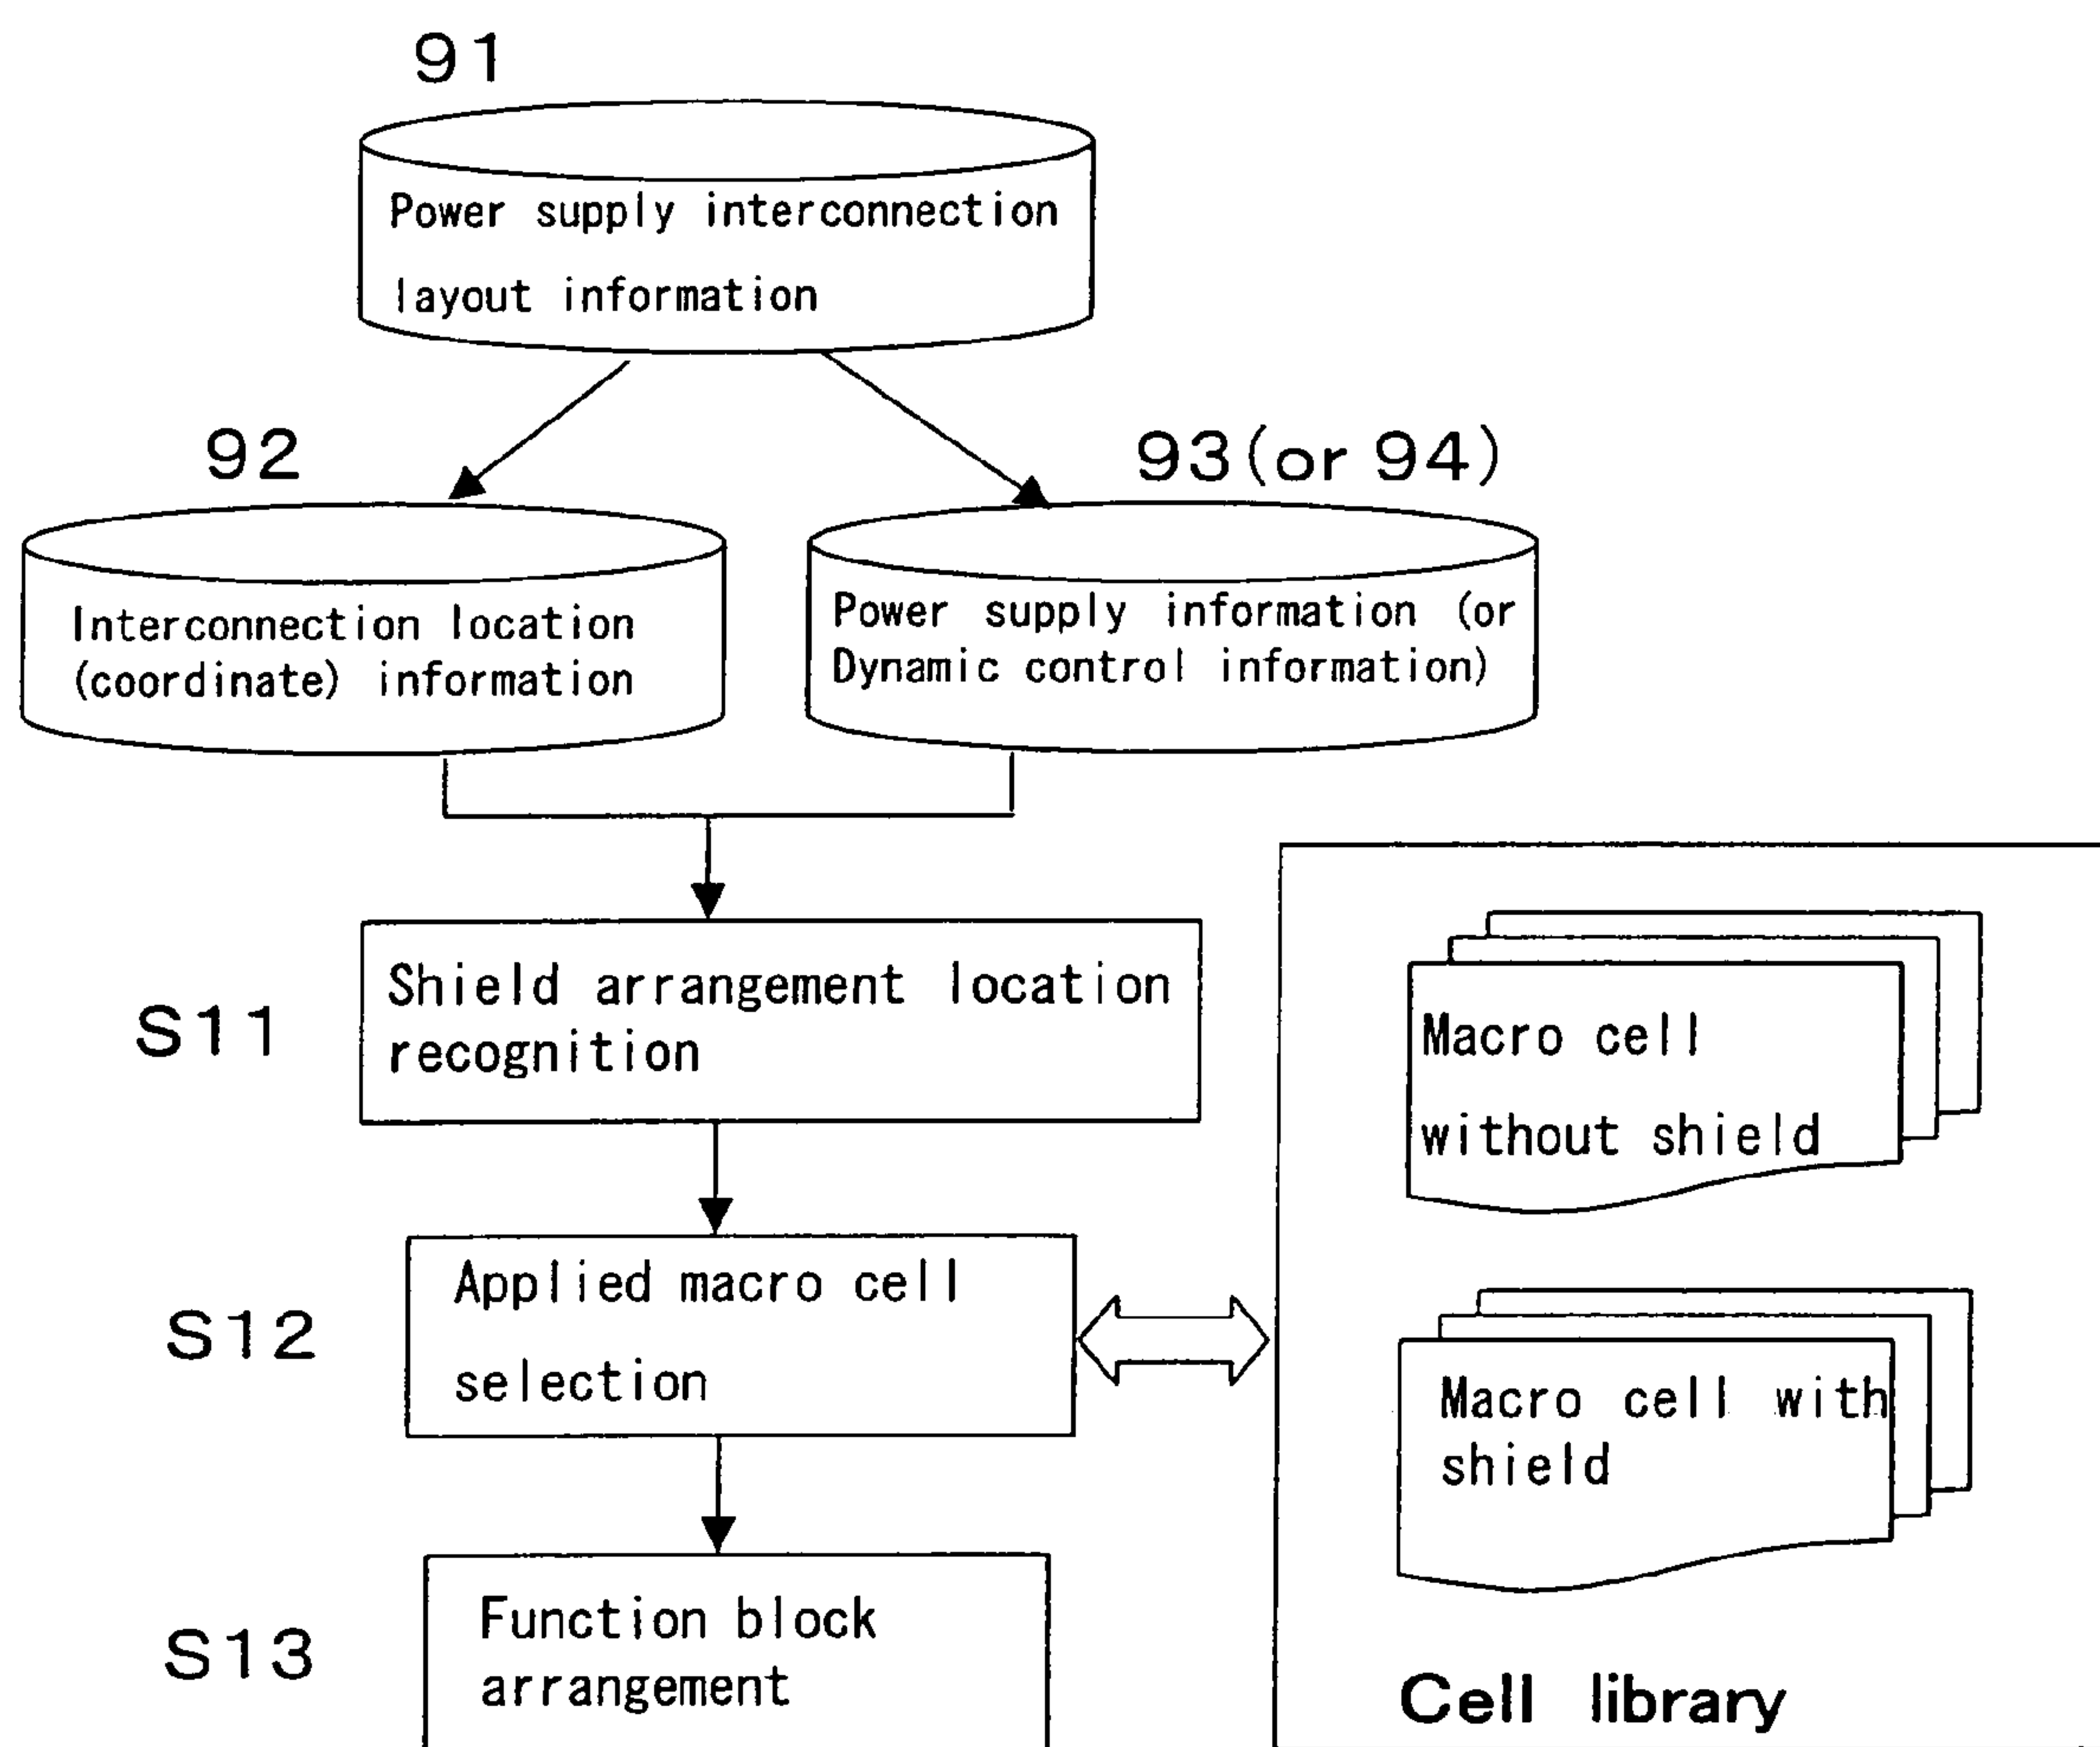 91
Power supply interconnection
layout information
92
93(or 94)
Interconnection location
(coordinate) information
Power supply information (or
Dynamic control information)
S11
Shield arrangement location
recognition
Macro cell
without shield
S12
Applied macro cell
selection
Macro cell with
shield
S13
Function block
arrangement
Cell library